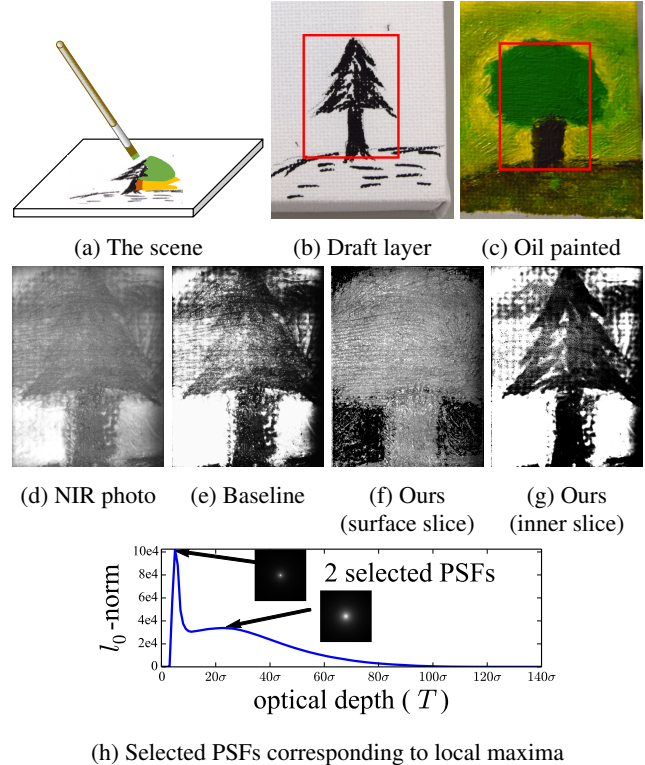 (a) The scene
(b) Draft layer
(c) Oil painted
(d) NIR photo
(e) Baseline
(f) Ours
(surface slice)
(g) Ours
(inner slice)
10e4
8e4
6e4
4e4
2e4
0
l₀-norm
2 selected PSFs
0 20σ 40σ 60σ 80σ 100σ 120σ 140σ
optical depth ( T )
(h) Selected PSFs corresponding to local maxima